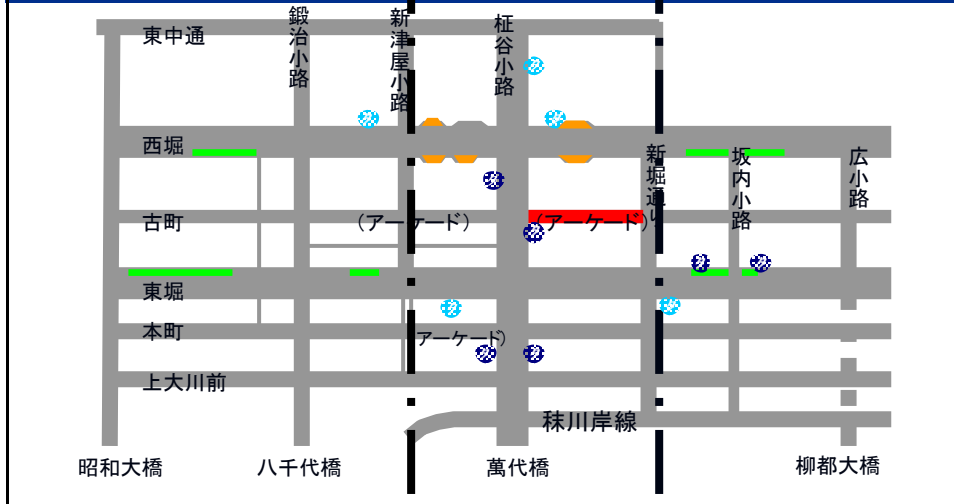 東中通
鍛冶小路
新津屋小路
柾谷小路
西堀
新堀通り
坂内小路
広小路
古町
(アーケード)
(アーケード)
東堀
本町
アーケード)
上大川前
秣川岸線
昭和大橋
八千代橋
萬代橋
柳都大橋